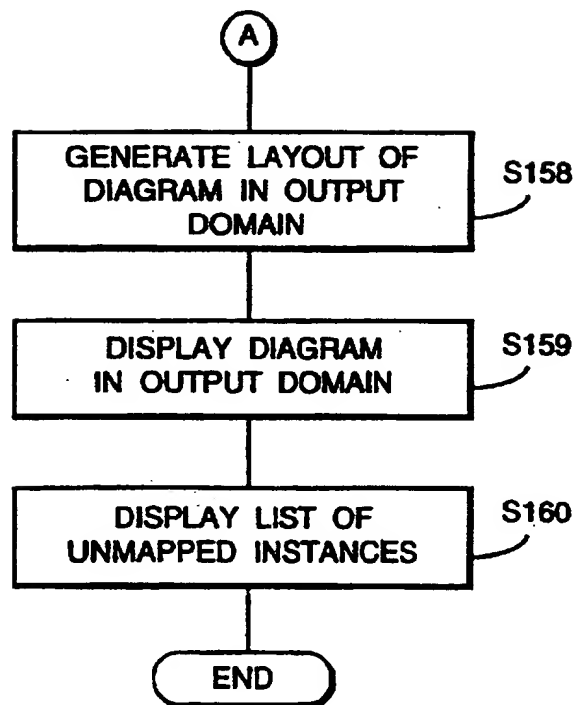 A
GENERATE LAYOUT OF
DIAGRAM IN OUTPUT
DOMAIN
S158
DISPLAY DIAGRAM
IN OUTPUT DOMAIN
S159
DISPLAY LIST OF
UNMAPPED INSTANCES
S160
END